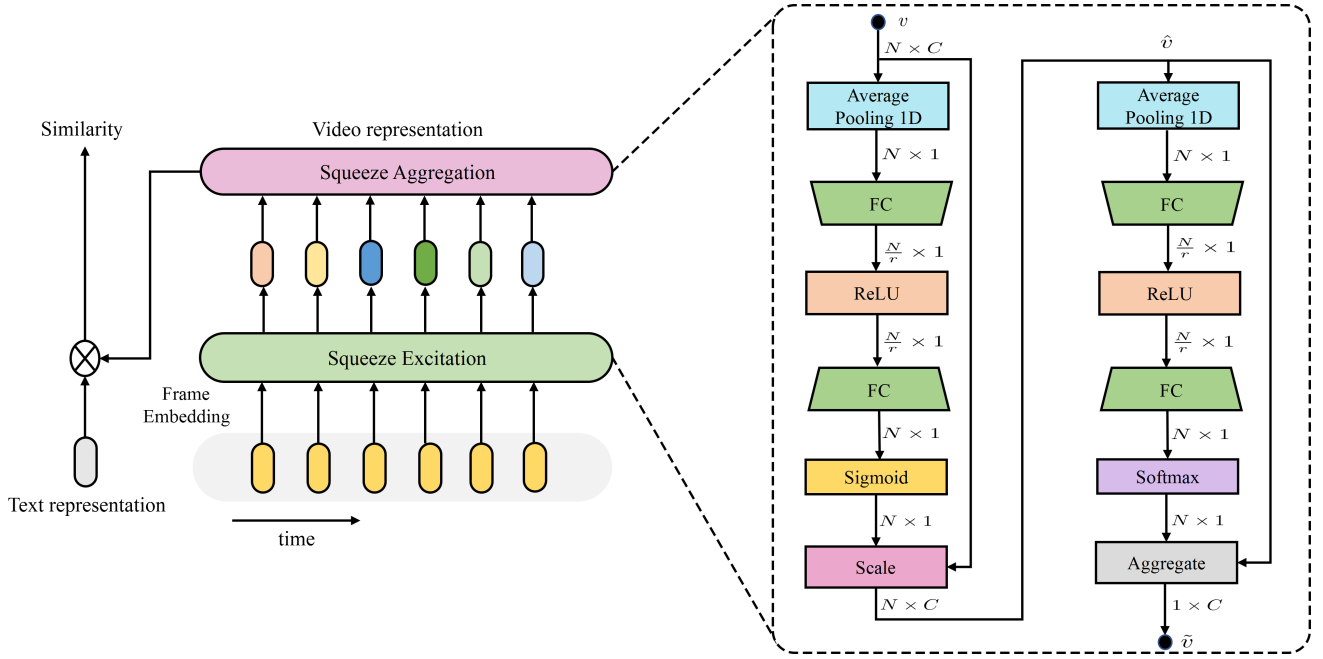 Similarity
Video representation
Squeeze Aggregation
Squeeze Excitation
Frame
Embedding
Text representation
time
v
N × C
Average
Pooling 1D
N × 1
FC
N/r × 1
ReLU
N/r × 1
FC
N × 1
Sigmoid
N × 1
Scale
N × C
v̂
Average
Pooling 1D
N × 1
FC
N/r × 1
ReLU
N/r × 1
FC
N × 1
Softmax
N × 1
Aggregate
1 × C
ṽ